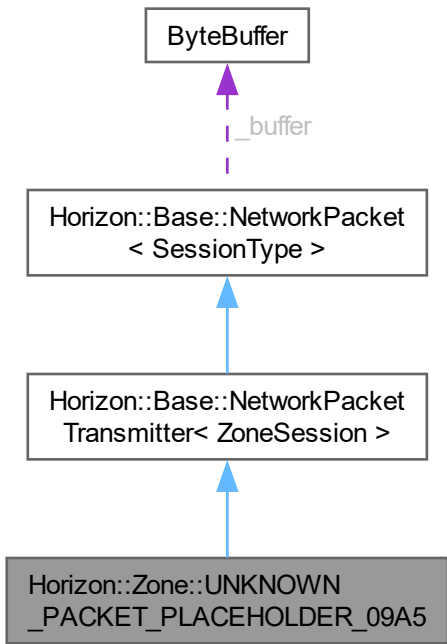 ByteBuffer
_buffer
Horizon::Base::NetworkPacket
< SessionType >
Horizon::Base::NetworkPacket
Transmitter< ZoneSession >
Horizon::Zone::UNKNOWN
_PACKET_PLACEHOLDER_09A5